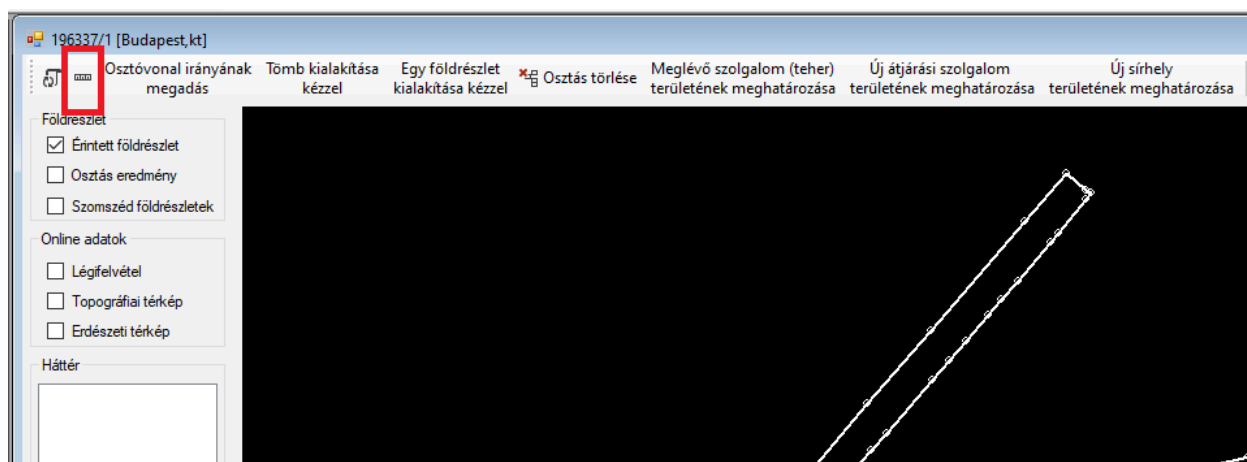 196337/1 [Budapest,kt]
Osztóvonal irányának
megadás
Tömb kialakítása
kézzel
Egy földrészlet
kialakítása kézzel
Osztás törlése
Meglévő szolgalom (teher)
területének meghatározása
Új átjárási szolgalom
területének meghatározása
Új sírhely
területének meghatározása
Földrészlet
Érintett földrészlet
Osztás eredmény
Szomszéd földrészletek
Online adatok
Légifelvétel
Topográfiai térkép
Erdészeti térkép
Háttér